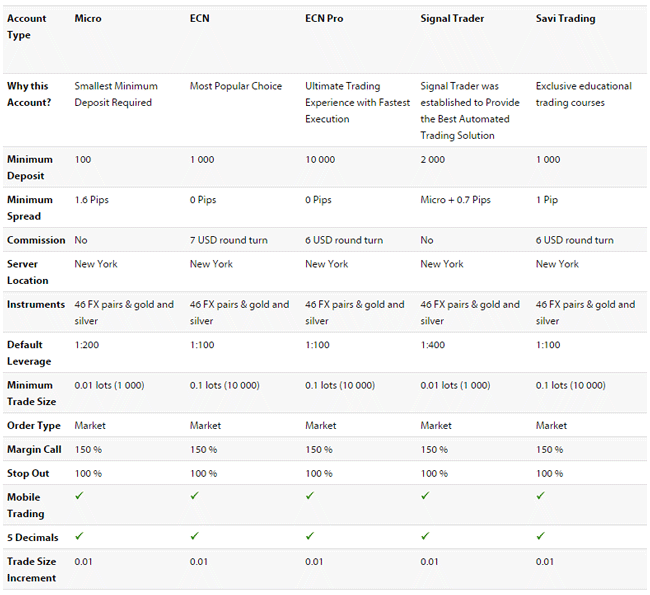 Account Type Micro ECN ECN Pro Signal Trader Savi Trading
Why this Account? Smallest Minimum Deposit Required Most Popular Choice Ultimate Trading Experience with Fastest Execution Signal Trader was established to Provide the Best Automated Trading Solution Exclusive educational trading courses
Minimum Deposit 100 1 000 10 000 2 000 1 000
Minimum Spread 1.6 Pips 0 Pips 0 Pips Micro + 0.7 Pips 1 Pip
Commission No 7 USD round turn 6 USD round turn No 6 USD round turn
Server Location New York New York New York New York New York
Instruments 46 FX pairs & gold and silver 46 FX pairs & gold and silver 46 FX pairs & gold and silver 46 FX pairs & gold and silver 46 FX pairs & gold and silver
Default Leverage 1:200 1:100 1:100 1:400 1:100
Minimum Trade Size 0.01 lots (1 000) 0.1 lots (10 000) 0.1 lots (10 000) 0.01 lots (1 000) 0.1 lots (10 000)
Order Type Market Market Market Market Market
Margin Call 150 % 150 % 150 % 150 % 150 %
Stop Out 100 % 100 % 100 % 100 % 100 %
Mobile Trading ✓ ✓ ✓ ✓ ✓
5 Decimals ✓ ✓ ✓ ✓ ✓
Trade Size Increment 0.01 0.01 0.01 0.01 0.01